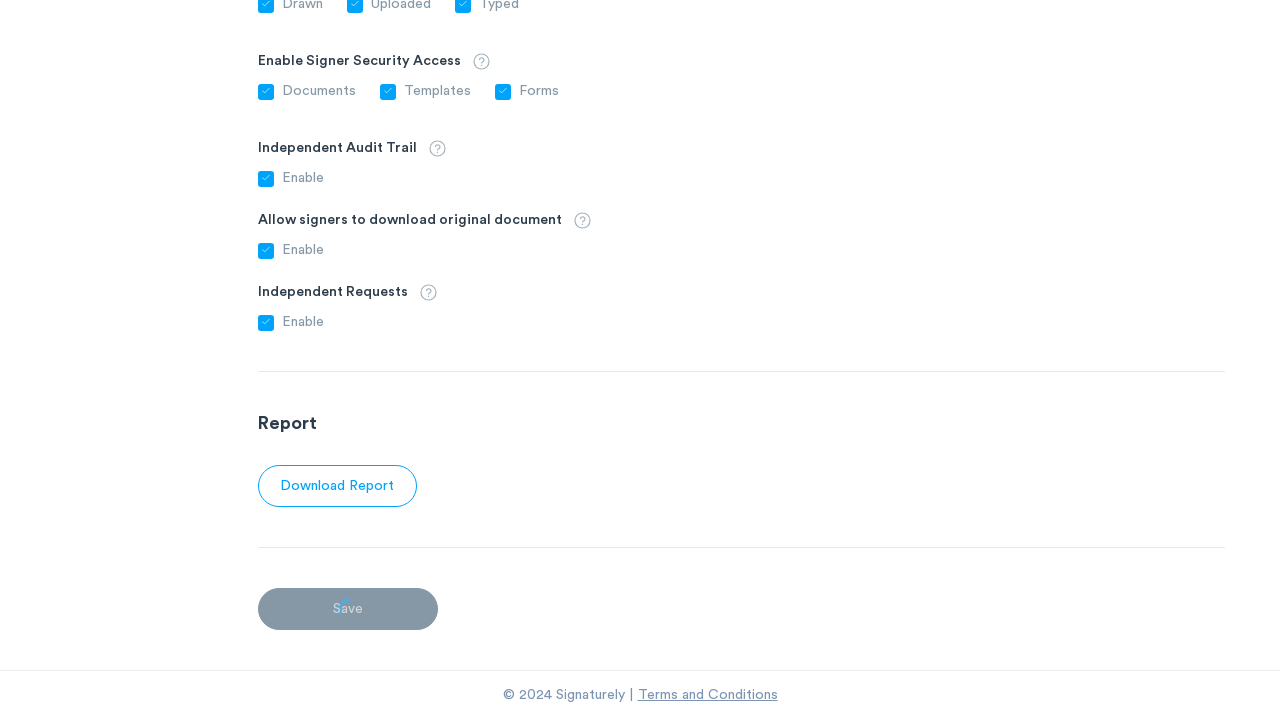 Drawn Uploaded Typed
Enable Signer Security Access
Documents Templates Forms
Independent Audit Trail
Enable
Allow signers to download original document
Enable
Independent Requests
Enable
Report
Download Report
Save
© 2024 Signaturely | Terms and Conditions